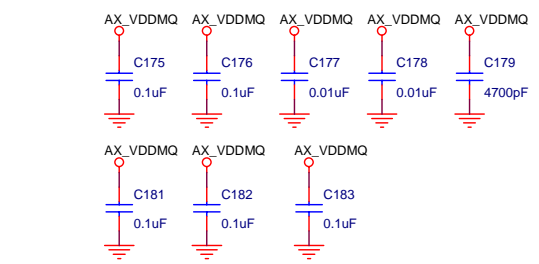 AX_VDDMQ AX_VDDMQ AX_VDDMQ AX_VDDMQ AX_VDDMQ
C175 C176 C177 C178 C179
0.1uF 0.1uF 0.01uF 0.01uF 4700pF
AX_VDDMQ AX_VDDMQ AX_VDDMQ
C181 C182 C183
0.1uF 0.1uF 0.1uF